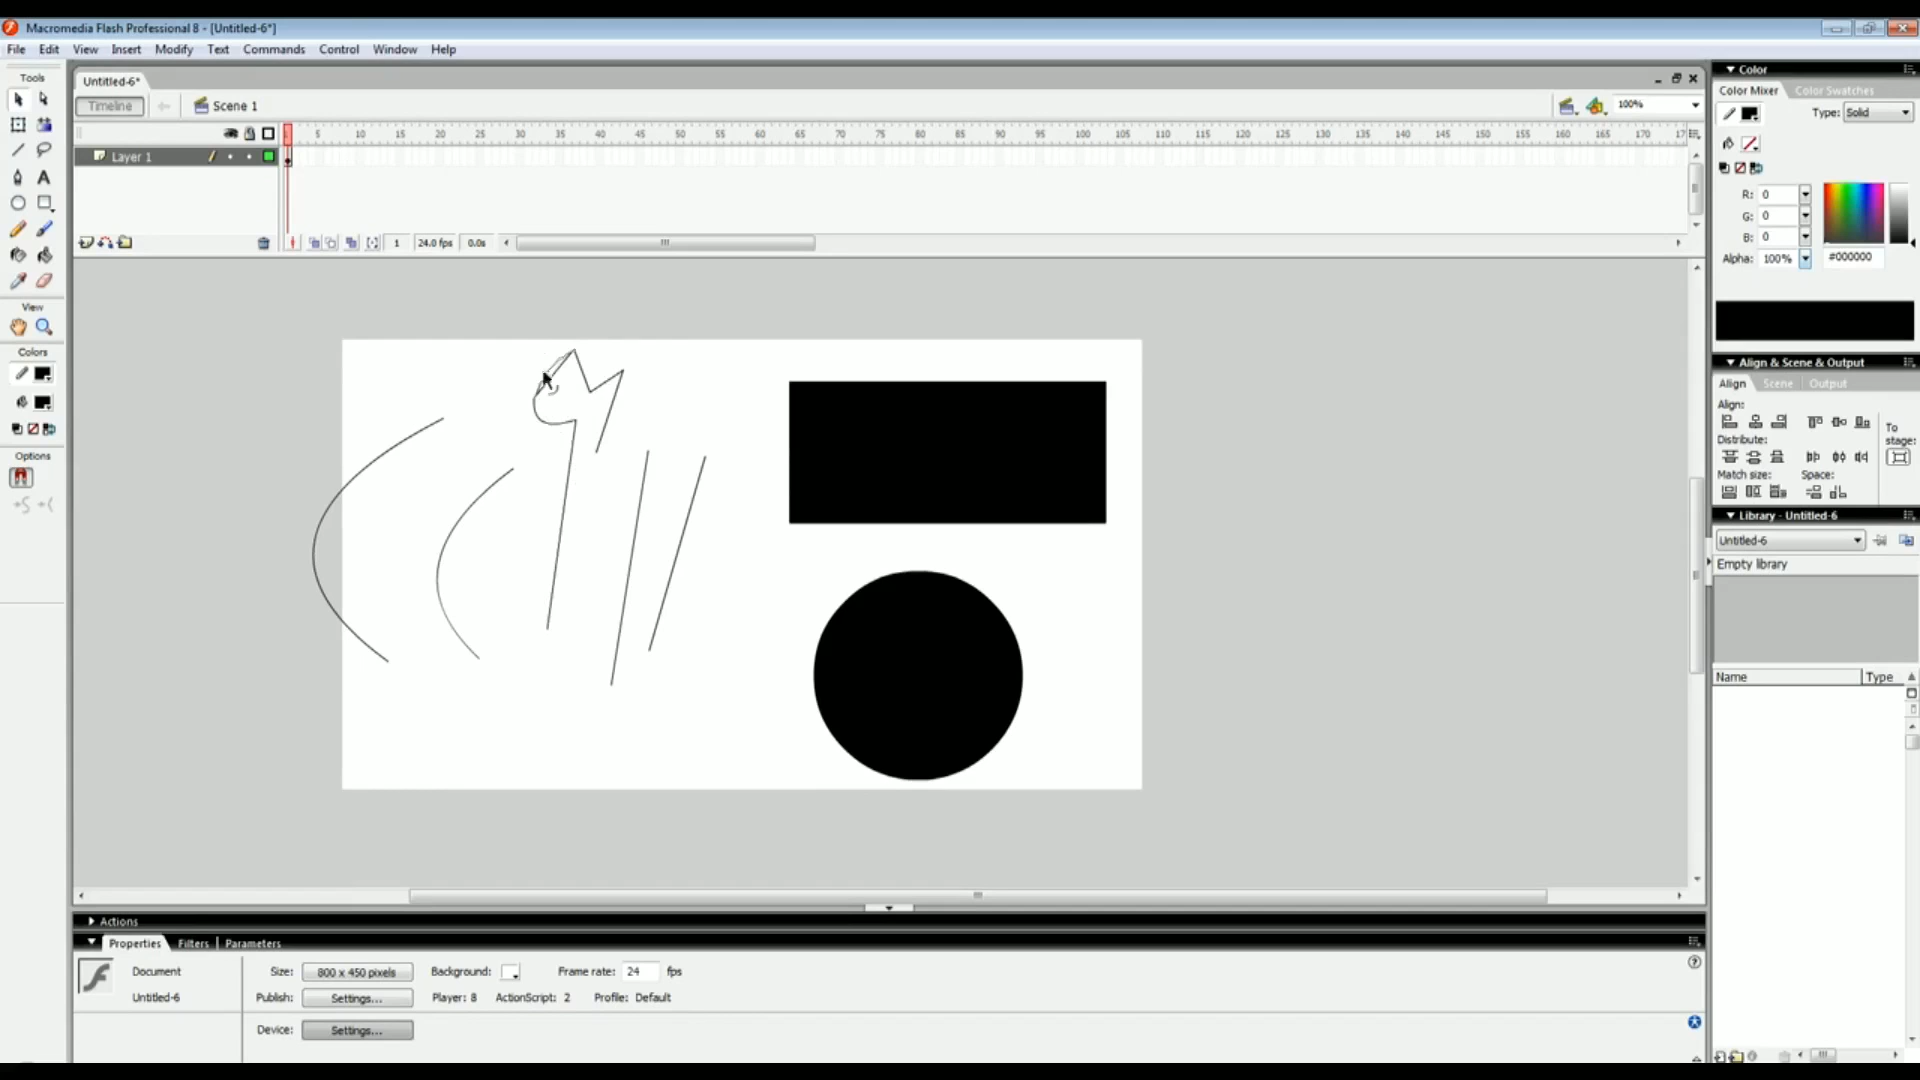 Macromedia Flash Professional 8 - [Untitled-6*]
File Edit View Insert Modify Text Commands Control Window Help
Tools
Untitled-6*
Timeline
Scene 1
100%
5 10 15 20 25 30 35 40 45 50 55 60 65 70 75 80 85 90 95 100 105 110 115 120 125 130 135 140 145 150 155 160 165 170 17
Layer 1
1 24.0 fps 0.0s
View
Colors
Options
Color
Color Mixer Color Swatches
Type: Solid
R: 0
G: 0
B: 0
Alpha: 100% #000000
Align & Scene & Output
Align Scene Output
Align:
To stage:
Distribute:
Match size: Space:
Library - Untitled-6
Untitled-6
Empty library
Name Type
Actions
Properties Filters Parameters
Document
Untitled-6
Size: 800 x 450 pixels Background: Frame rate: 24 fps
Publish: Settings... Player: 8 ActionScript: 2 Profile: Default
Device: Settings...